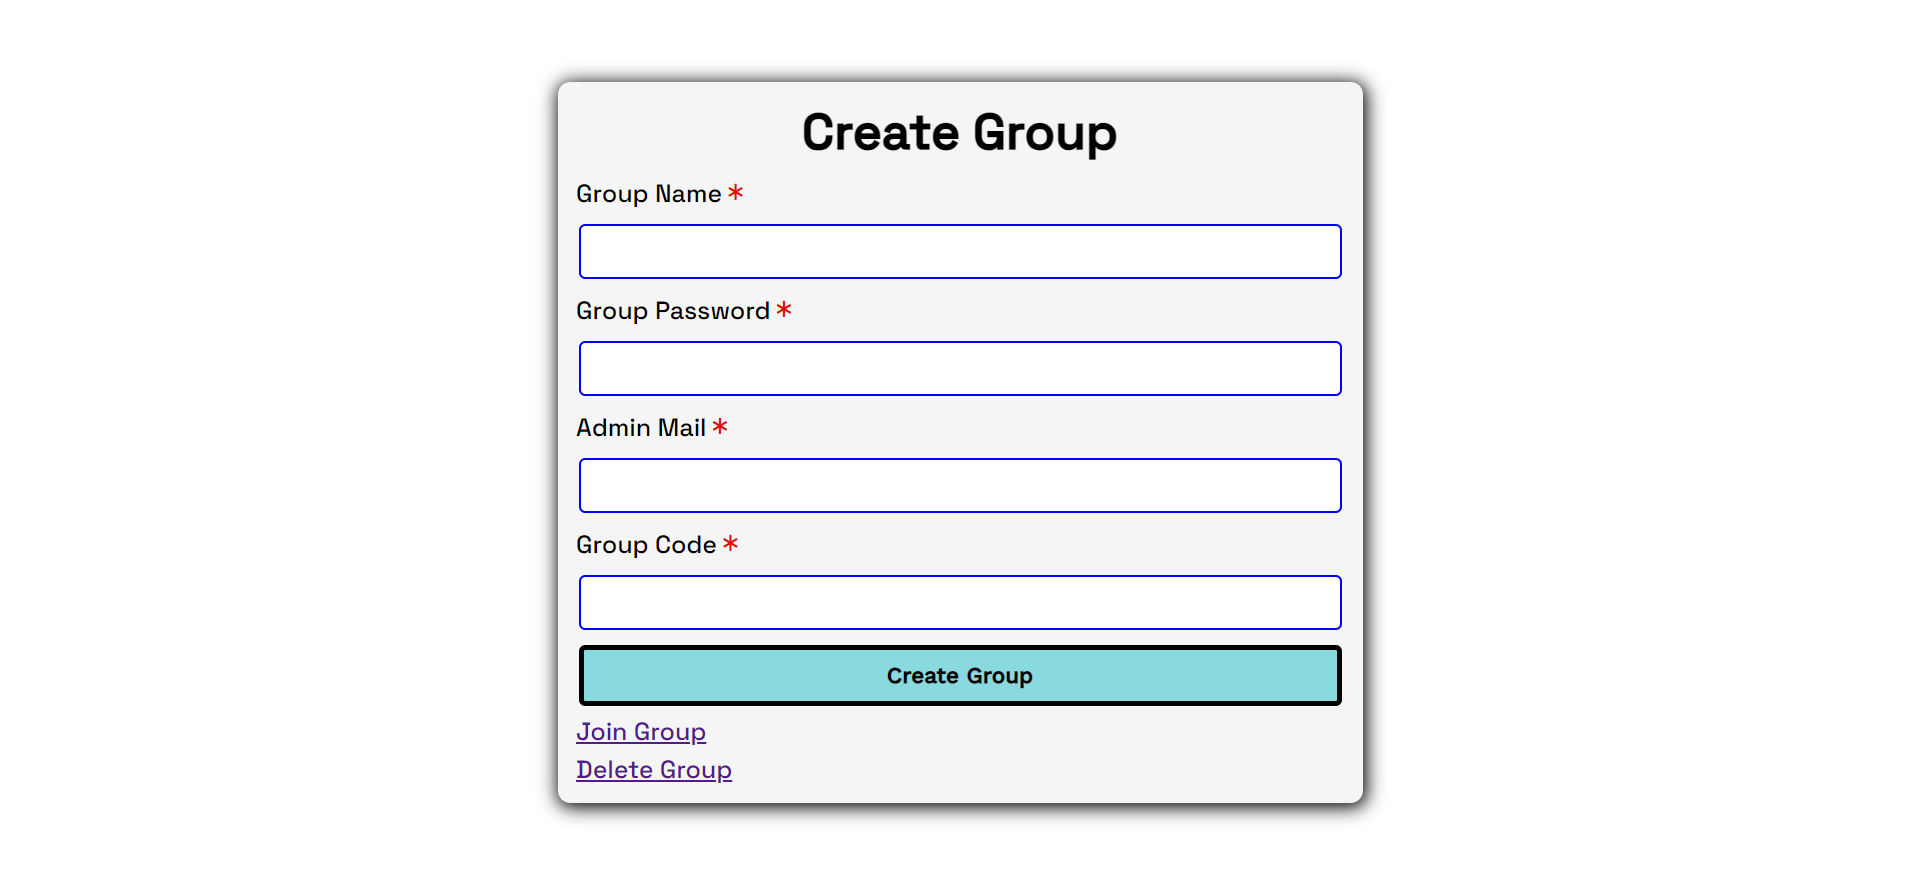 Create Group
Group Name *
Group Password *
Admin Mail *
Group Code *
Create Group
Join Group
Delete Group